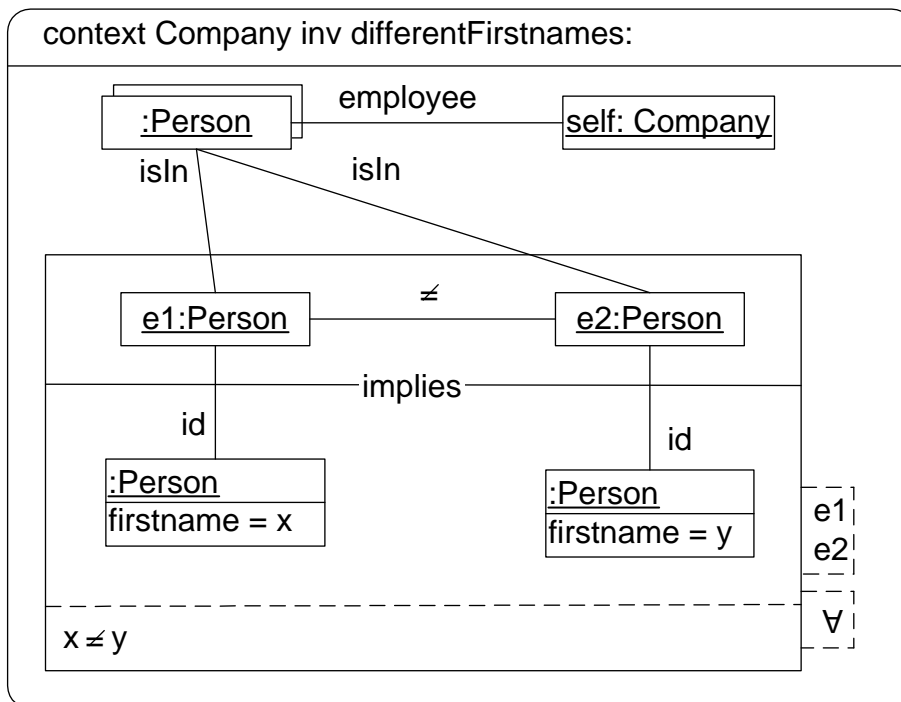 context Company inv differentFirstnames:
employee
:Person
self: Company
isIn
isIn
≠
e1:Person
e2:Person
implies
id
id
:Person
firstname = x
:Person
firstname = y
e1
e2
∀
x ≠ y